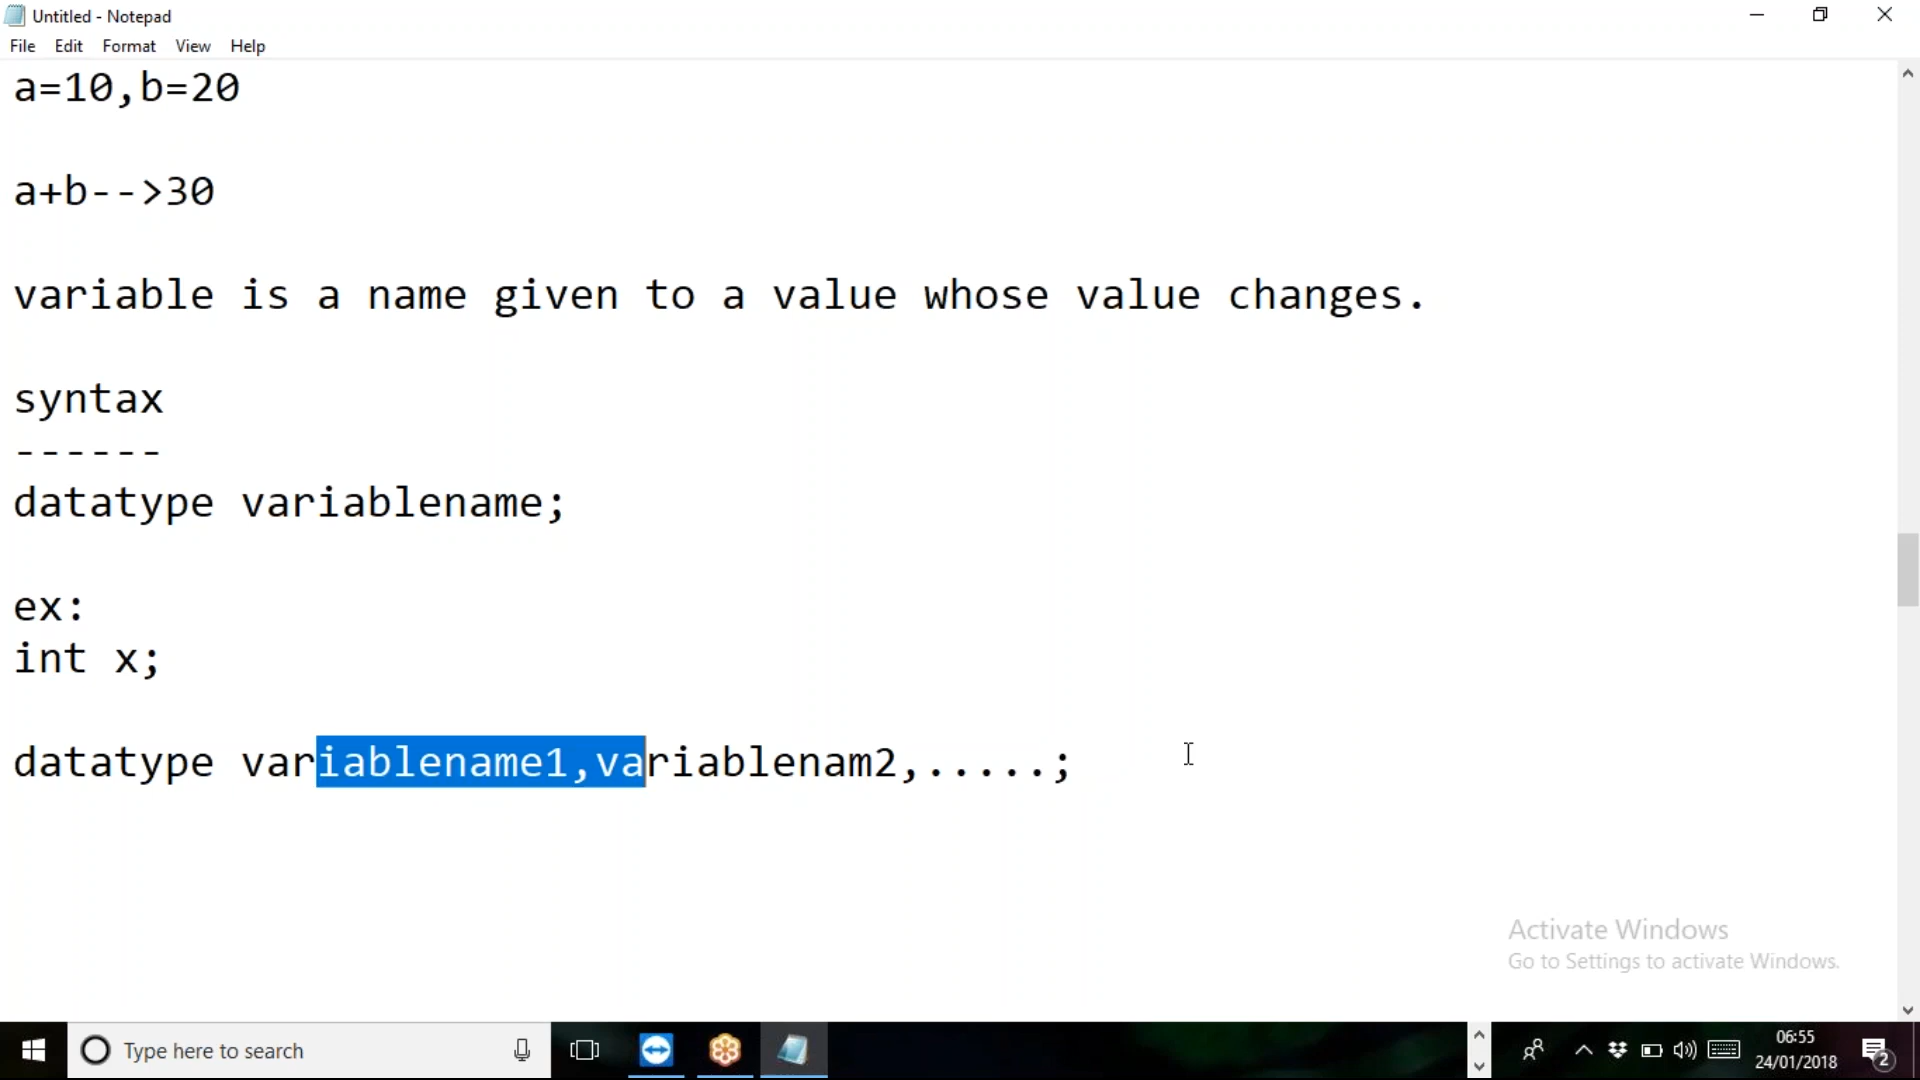 Untitled - Notepad
File Edit Format View Help
a=10,b=20
a+b-->30
variable is a name given to a value whose value changes.
syntax
------
datatype variablename;
ex:
int x;
datatype variablename1,variablenam2,.....;
Activate Windows
Go to Settings to activate Windows.
Type here to search
06:55
24/01/2018
2